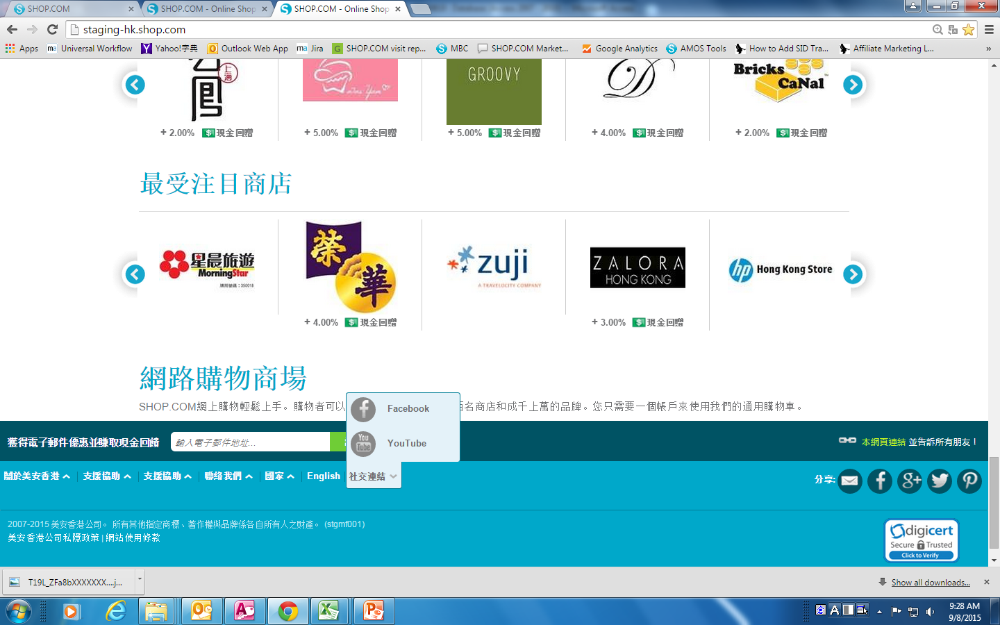 SHOP.COM
SHOP.COM - Online Shop
SHOP.COM - Online Shop
staging-hk.shop.com
Apps
Universal Workflow
Yahoo!字典
Outlook Web App
Jira
SHOP.COM visit rep...
MBC
SHOP.COM Market...
Google Analytics
AMOS Tools
How to Add SID Tra...
Affiliate Marketing L...
上海
GROOVY
D
Bricks CaNal
+ 2.00% 現金回贈
+ 5.00% 現金回贈
+ 5.00% 現金回贈
+ 4.00% 現金回贈
+ 2.00% 現金回贈
最受注目商店
星晨旅遊
MorningStar
牌照號碼：350018
榮華
zuji
A TRAVELOCITY COMPANY
ZALORA
HONG KONG
hp Hong Kong Store
+ 4.00% 現金回贈
+ 3.00% 現金回贈
網路購物商場
SHOP.COM網上購物輕鬆上手。購物者可以
名商店和成千上萬的品牌。您只需要一個帳戶來使用我們的通用購物車。
Facebook
You Tube
YouTube
獲得電子郵件優惠並賺取現金回饋
輸入電子郵件地址...
本網頁連結 並告訴所有朋友！
關於美安香港
支援協助
支援協助
聯絡我們
國家
English
社交連結
分享:
2007-2015 美安香港公司。 所有其他指定商標、著作權與品牌係各自所有人之財產。 (stgmf001)
美安香港公司私隱政策 | 網站使用條款
digicert
Secure Trusted
Click to Verify
T19L_ZFa8bXXXXXXX....j...
Show all downloads...
9:28 AM
9/8/2015